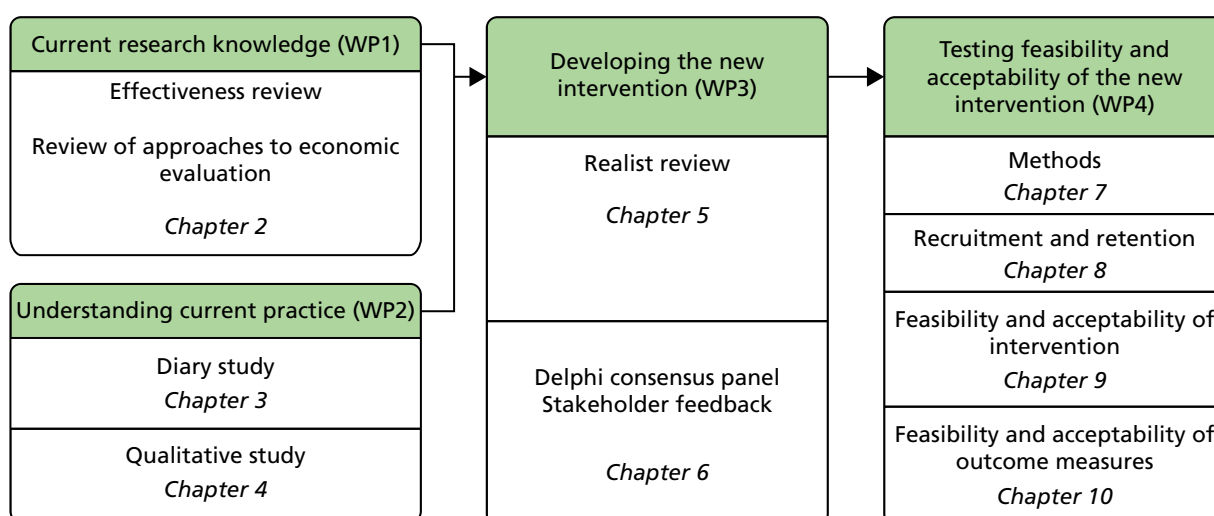 Current research knowledge (WP1)
Effectiveness review
Review of approaches to economic
evaluation
Chapter 2
Understanding current practice (WP2)
Diary study
Chapter 3
Qualitative study
Chapter 4
Developing the new
intervention (WP3)
Realist review
Chapter 5
Delphi consensus panel
Stakeholder feedback
Chapter 6
Testing feasibility and
acceptability of the new
intervention (WP4)
Methods
Chapter 7
Recruitment and retention
Chapter 8
Feasibility and acceptability of
intervention
Chapter 9
Feasibility and acceptability of
outcome measures
Chapter 10